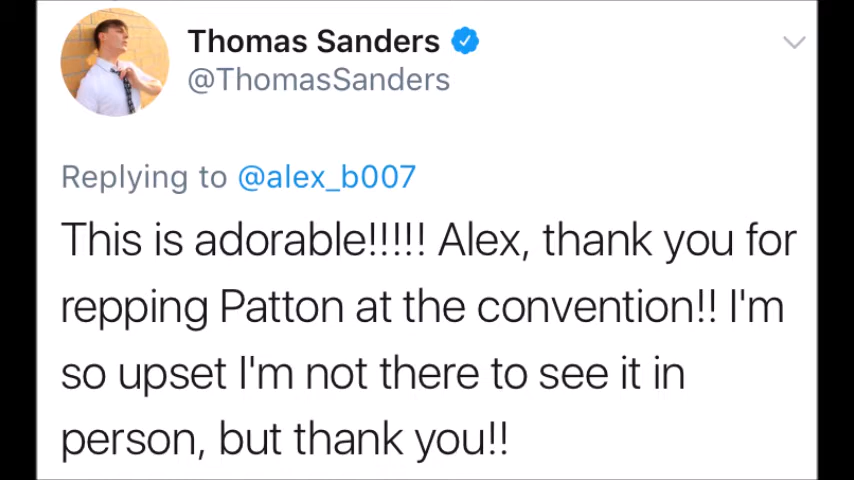 Thomas Sanders
@ThomasSanders
Replying to @alex_b007
This is adorable!!!!! Alex, thank you for
repping Patton at the convention!! I'm
so upset I'm not there to see it in
person, but thank you!!